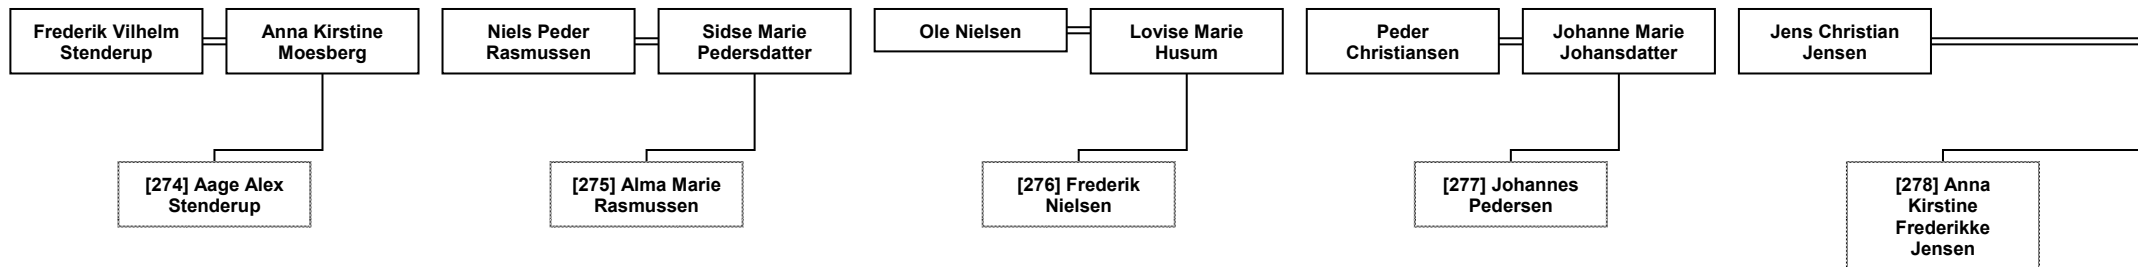 Frederik Vilhelm
Stenderup
Anna Kirstine
Moesberg
Niels Peder
Rasmussen
Sidse Marie
Pedersdatter
Ole Nielsen
Lovise Marie
Husum
Peder
Christiansen
Johanne Marie
Johansdatter
Jens Christian
Jensen
[274] Aage Alex
Stenderup
[275] Alma Marie
Rasmussen
[276] Frederik
Nielsen
[277] Johannes
Pedersen
[278] Anna
Kirstine
Frederikke
Jensen